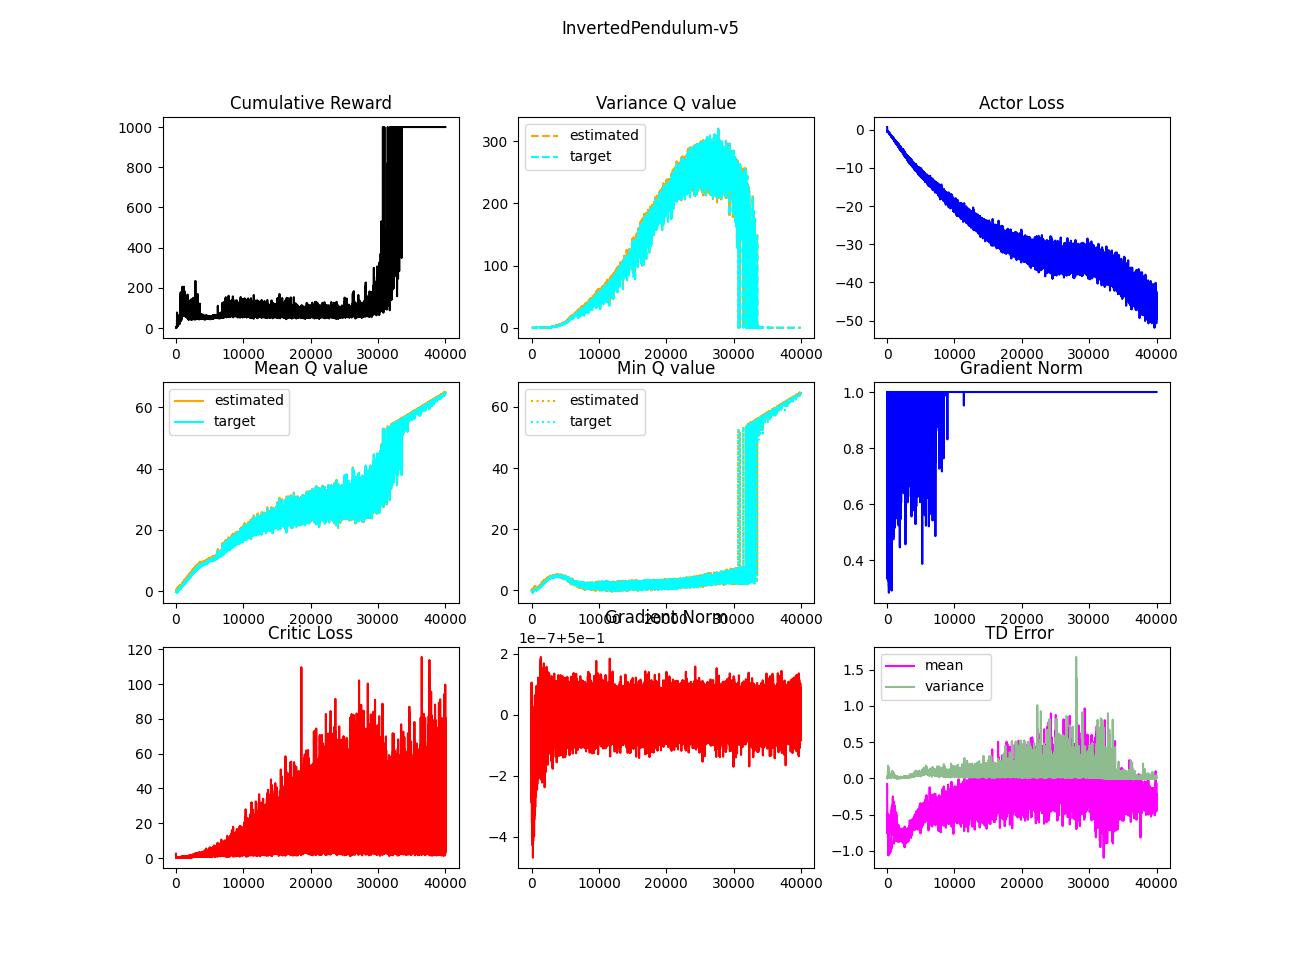 InvertedPendulum-v5
Cumulative Reward
1000
800
600
400
200
0
0 10000 20000 30000 40000
Variance Q value
estimated
target
300
200
100
0
0 10000 20000 30000 40000
Actor Loss
0
−10
−20
−30
−40
−50
0 10000 20000 30000 40000
Mean Q value
estimated
target
60
40
20
0
0 10000 20000 30000 40000
Min Q value
estimated
target
60
40
20
0
0 10000 20000 30000 40000
Gradient Norm
1.0
0.8
0.6
0.4
0 10000 20000 30000 40000
Critic Loss
120
100
80
60
40
20
0
0 10000 20000 30000 40000
Gradient Norm
1e−7+5e−1
2
0
−2
−4
0 10000 20000 30000 40000
TD Error
mean
variance
1.5
1.0
0.5
0.0
−0.5
−1.0
0 10000 20000 30000 40000